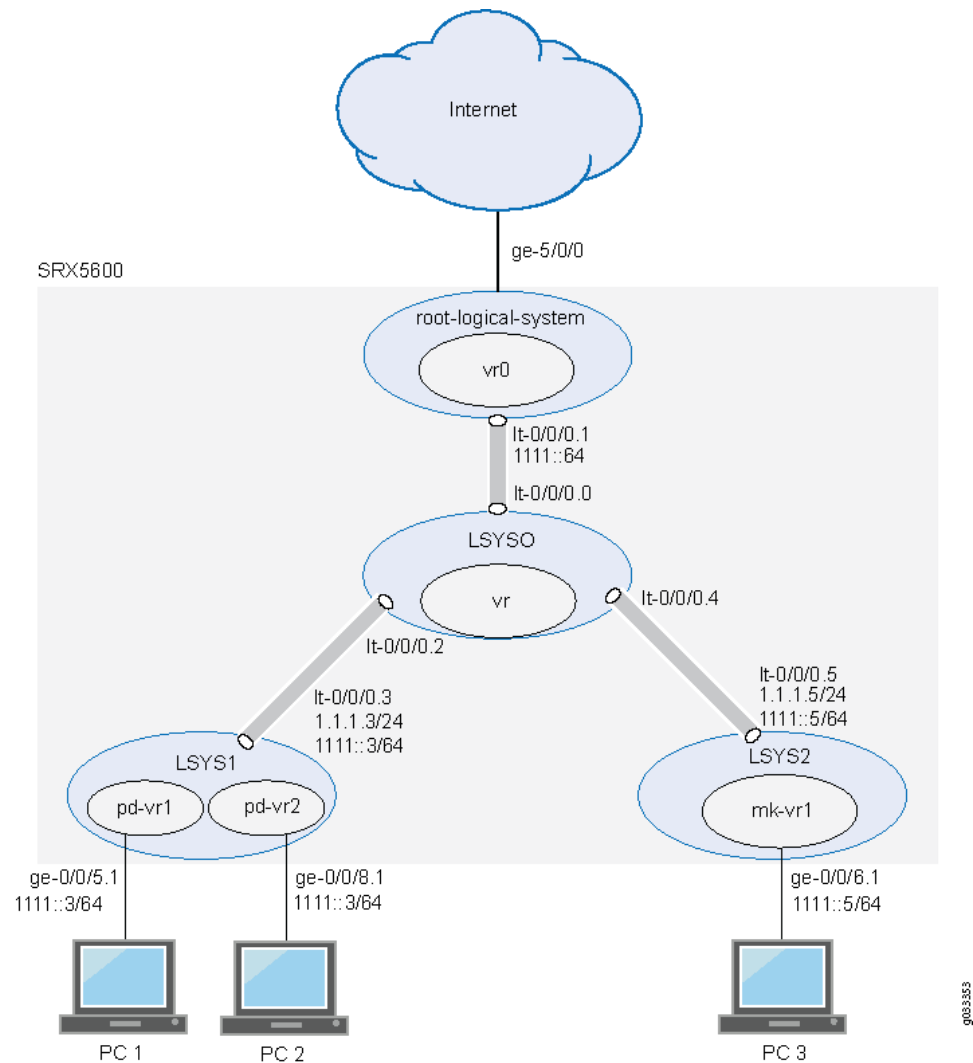 Internet
ge-5/0/0
SRX5600
root-logical-system
vr0
lt-0/0/0.1
1111::64
lt-0/0/0.0
LSYSO
vr
lt-0/0/0.4
lt-0/0/0.2
lt-0/0/0.3
1.1.1.3/24
1111::3/64
lt-0/0/0.5
1.1.1.5/24
1111::5/64
LSYS1
pd-vr1
pd-vr2
LSYS2
mk-vr1
ge-0/0/5.1
1111::3/64
ge-0/0/8.1
1111::3/64
ge-0/0/6.1
1111::5/64
PC 1
PC 2
PC 3
g033353